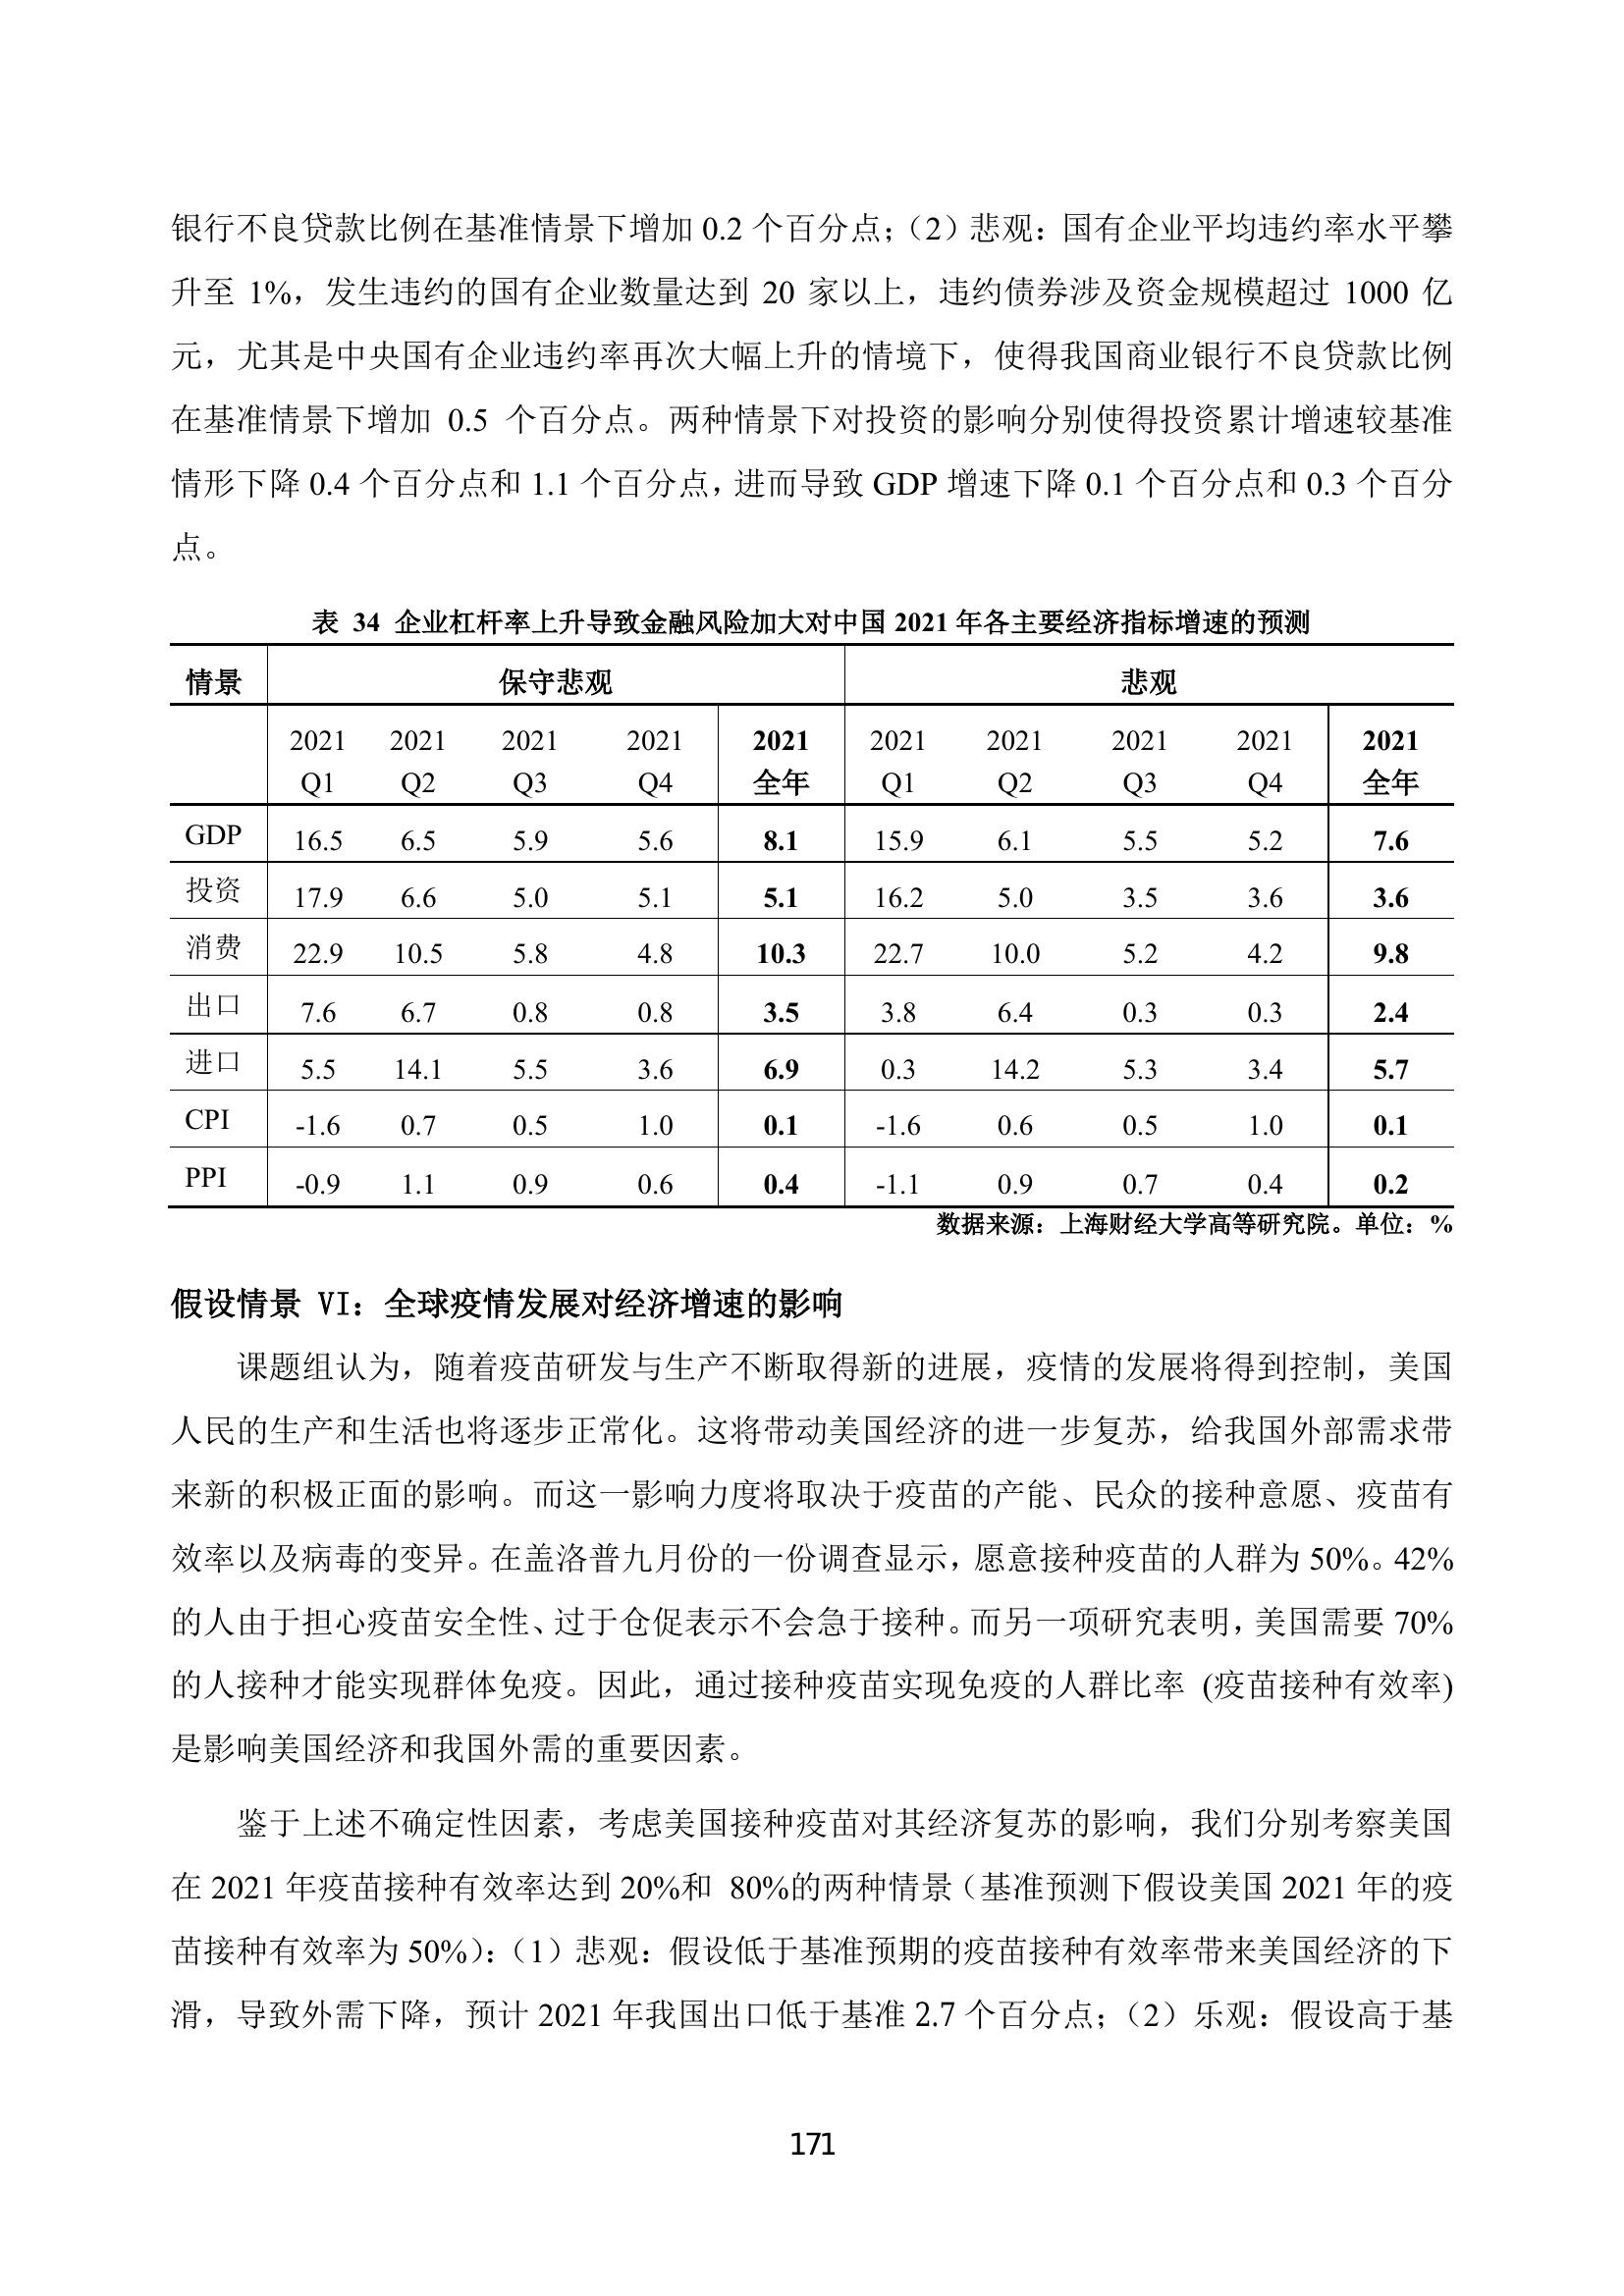 银行不良贷款比例在基准情景下增加 0.2 个百分点；（2）悲观：国有企业平均违约率水平攀
升至 1%，发生违约的国有企业数量达到 20 家以上，违约债券涉及资金规模超过 1000 亿
元，尤其是中央国有企业违约率再次大幅上升的情境下，使得我国商业银行不良贷款比例
在基准情景下增加 0.5 个百分点。两种情景下对投资的影响分别使得投资累计增速较基准
情形下降 0.4 个百分点和 1.1 个百分点，进而导致 GDP 增速下降 0.1 个百分点和 0.3 个百分
点。
表 34 企业杠杆率上升导致金融风险加大对中国 2021 年各主要经济指标增速的预测
情景 保守悲观 悲观
2021 2021 2021 2021 2021 2021 2021 2021 2021 2021
Q1 Q2 Q3 Q4 全年 Q1 Q2 Q3 Q4 全年
GDP 16.5 6.5 5.9 5.6 8.1 15.9 6.1 5.5 5.2 7.6
投资 17.9 6.6 5.0 5.1 5.1 16.2 5.0 3.5 3.6 3.6
消费 22.9 10.5 5.8 4.8 10.3 22.7 10.0 5.2 4.2 9.8
出口 7.6 6.7 0.8 0.8 3.5 3.8 6.4 0.3 0.3 2.4
进口 5.5 14.1 5.5 3.6 6.9 0.3 14.2 5.3 3.4 5.7
CPI -1.6 0.7 0.5 1.0 0.1 -1.6 0.6 0.5 1.0 0.1
PPI -0.9 1.1 0.9 0.6 0.4 -1.1 0.9 0.7 0.4 0.2
数据来源：上海财经大学高等研究院。单位：%
假设情景 VI：全球疫情发展对经济增速的影响
课题组认为，随着疫苗研发与生产不断取得新的进展，疫情的发展将得到控制，美国
人民的生产和生活也将逐步正常化。这将带动美国经济的进一步复苏，给我国外部需求带
来新的积极正面的影响。而这一影响力度将取决于疫苗的产能、民众的接种意愿、疫苗有
效率以及病毒的变异。在盖洛普九月份的一份调查显示，愿意接种疫苗的人群为 50%。42%
的人由于担心疫苗安全性、过于仓促表示不会急于接种。而另一项研究表明，美国需要 70%
的人接种才能实现群体免疫。因此，通过接种疫苗实现免疫的人群比率 (疫苗接种有效率)
是影响美国经济和我国外需的重要因素。
鉴于上述不确定性因素，考虑美国接种疫苗对其经济复苏的影响，我们分别考察美国
在 2021 年疫苗接种有效率达到 20%和 80%的两种情景（基准预测下假设美国 2021 年的疫
苗接种有效率为 50%）：（1）悲观：假设低于基准预期的疫苗接种有效率带来美国经济的下
滑，导致外需下降，预计 2021 年我国出口低于基准 2.7 个百分点；（2）乐观：假设高于基
171